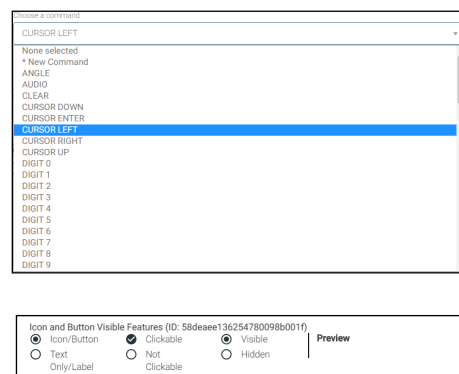 Choose a command
CURSOR LEFT
None selected
* New Command
ANGLE
AUDIO
CLEAR
CURSOR DOWN
CURSOR ENTER
CURSOR LEFT
CURSOR RIGHT
CURSOR UP
DIGIT 0
DIGIT 1
DIGIT 2
DIGIT 3
DIGIT 4
DIGIT 5
DIGIT 6
DIGIT 7
DIGIT 8
DIGIT 9
Icon and Button Visible Features (ID: 58deaee136254780098b001f)
Icon/Button Clickable Visible Preview
Text Not Hidden
Only/Label Clickable